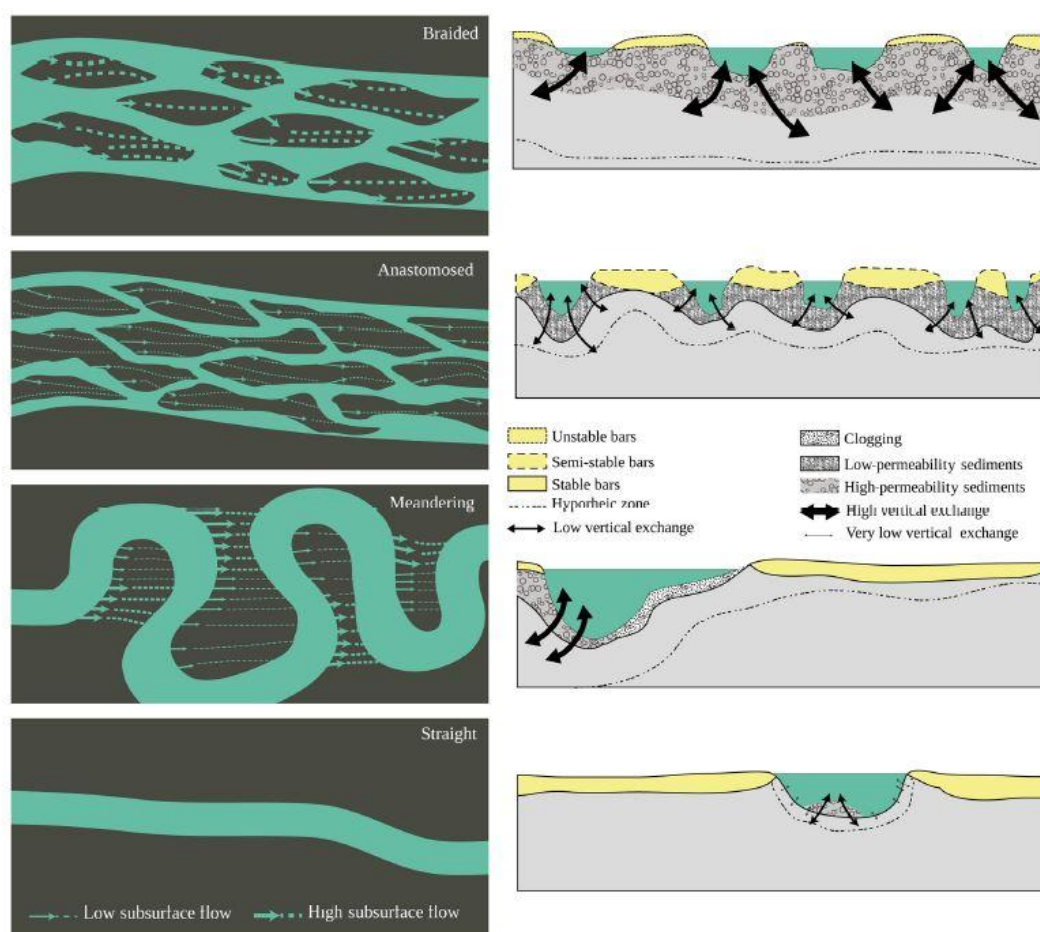 Braided
Anastomosed
Unstable bars
Semi-stable bars
Stable bars
Hyporheic zone
Low vertical exchange
Clogging
Low-permeability sediments
High-permeability sediments
High vertical exchange
Very low vertical exchange
Meandering
Straight
Low subsurface flow
High subsurface flow